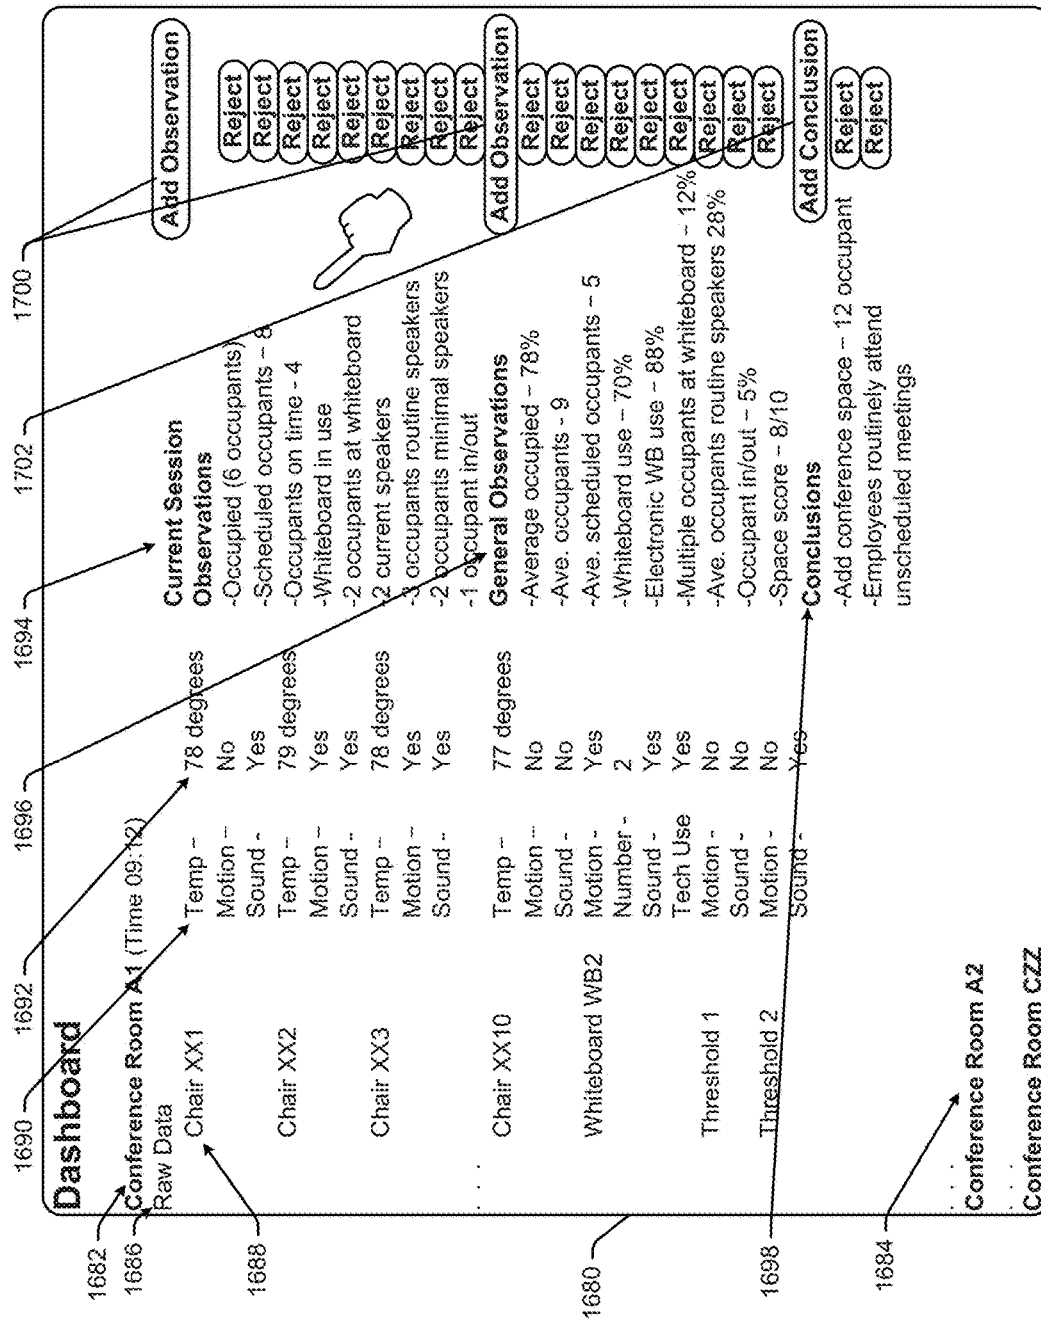 Dashboard
Conference Room A1 (Time 09:12)
Raw Data
Chair XX1 Temp – 78 degrees
Motion – No
Sound - Yes
Chair XX2 Temp – 79 degrees
Motion – Yes
Sound - Yes
Chair XX3 Temp – 78 degrees
Motion – Yes
Sound - Yes
Chair XX10 Temp – 77 degrees
Motion – No
Sound - No
Whiteboard WB2 Motion - Yes
Number - 2
Sound - Yes
Tech Use Yes
Threshold 1 Motion - No
Sound - No
Threshold 2 Motion - No
Sound - Yes
Current Session Add Observation
Observations
-Occupied (6 occupants) Reject
-Scheduled occupants – 8 Reject
-Occupants on time - 4 Reject
-Whiteboard in use Reject
-2 occupants at whiteboard Reject
-2 current speakers Reject
-3 occupants routine speakers Reject
-2 occupants minimal speakers Reject
-1 occupant in/out Reject
General Observations Add Observation
-Average occupied – 78% Reject
-Ave. occupants - 9 Reject
-Ave. scheduled occupants – 5 Reject
-Whiteboard use – 70% Reject
-Electronic WB use – 88% Reject
-Multiple occupants at whiteboard – 12% Reject
-Ave. occupants routine speakers 28% Reject
-Occupant in/out – 5% Reject
-Space score – 8/10 Reject
Conclusions Add Conclusion
-Add conference space – 12 occupant Reject
-Employees routinely attend Reject
unscheduled meetings
Conference Room A2
Conference Room CZZ
1682
1686
1688
1680
1698
1684
1690
1692
1696
1694
1702
1700